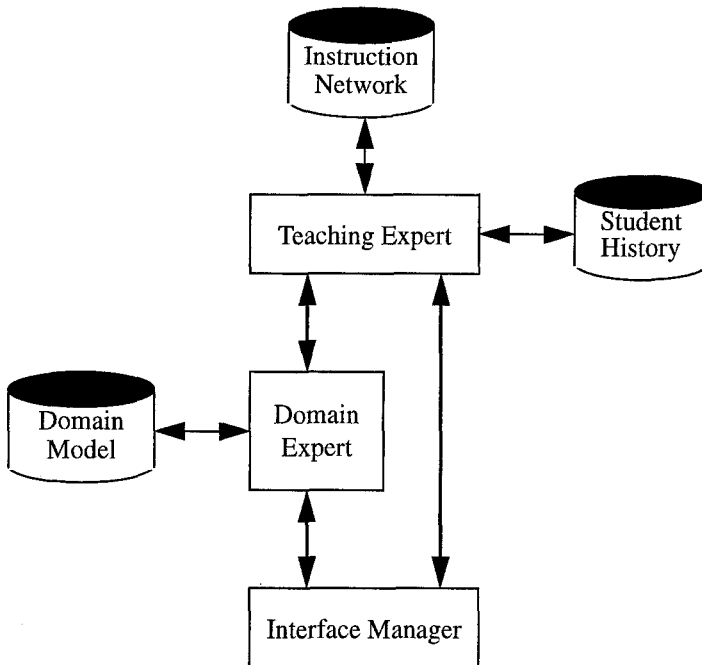 Instruction
Network
Teaching Expert
Student
History
Domain
Model
Domain
Expert
Interface Manager